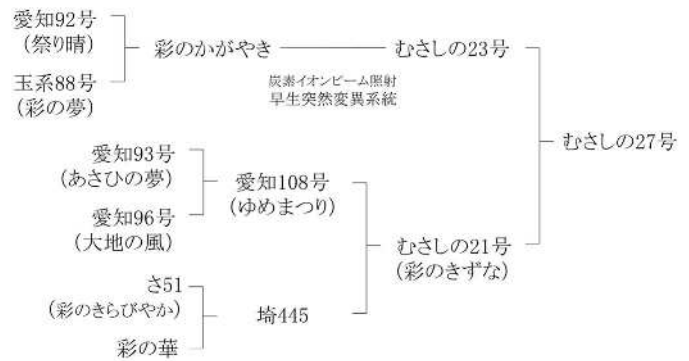 愛知92号
(祭り晴)
彩のかがやき
むさしの23号
玉系88号
(彩の夢)
炭素イオンビーム照射
早生突然変異系統
むさしの27号
愛知93号
(あさひの夢)
愛知108号
(ゆめまつり)
愛知96号
(大地の風)
むさしの21号
(彩のきずな)
さ51
(彩のきらびやか)
埼445
彩の華